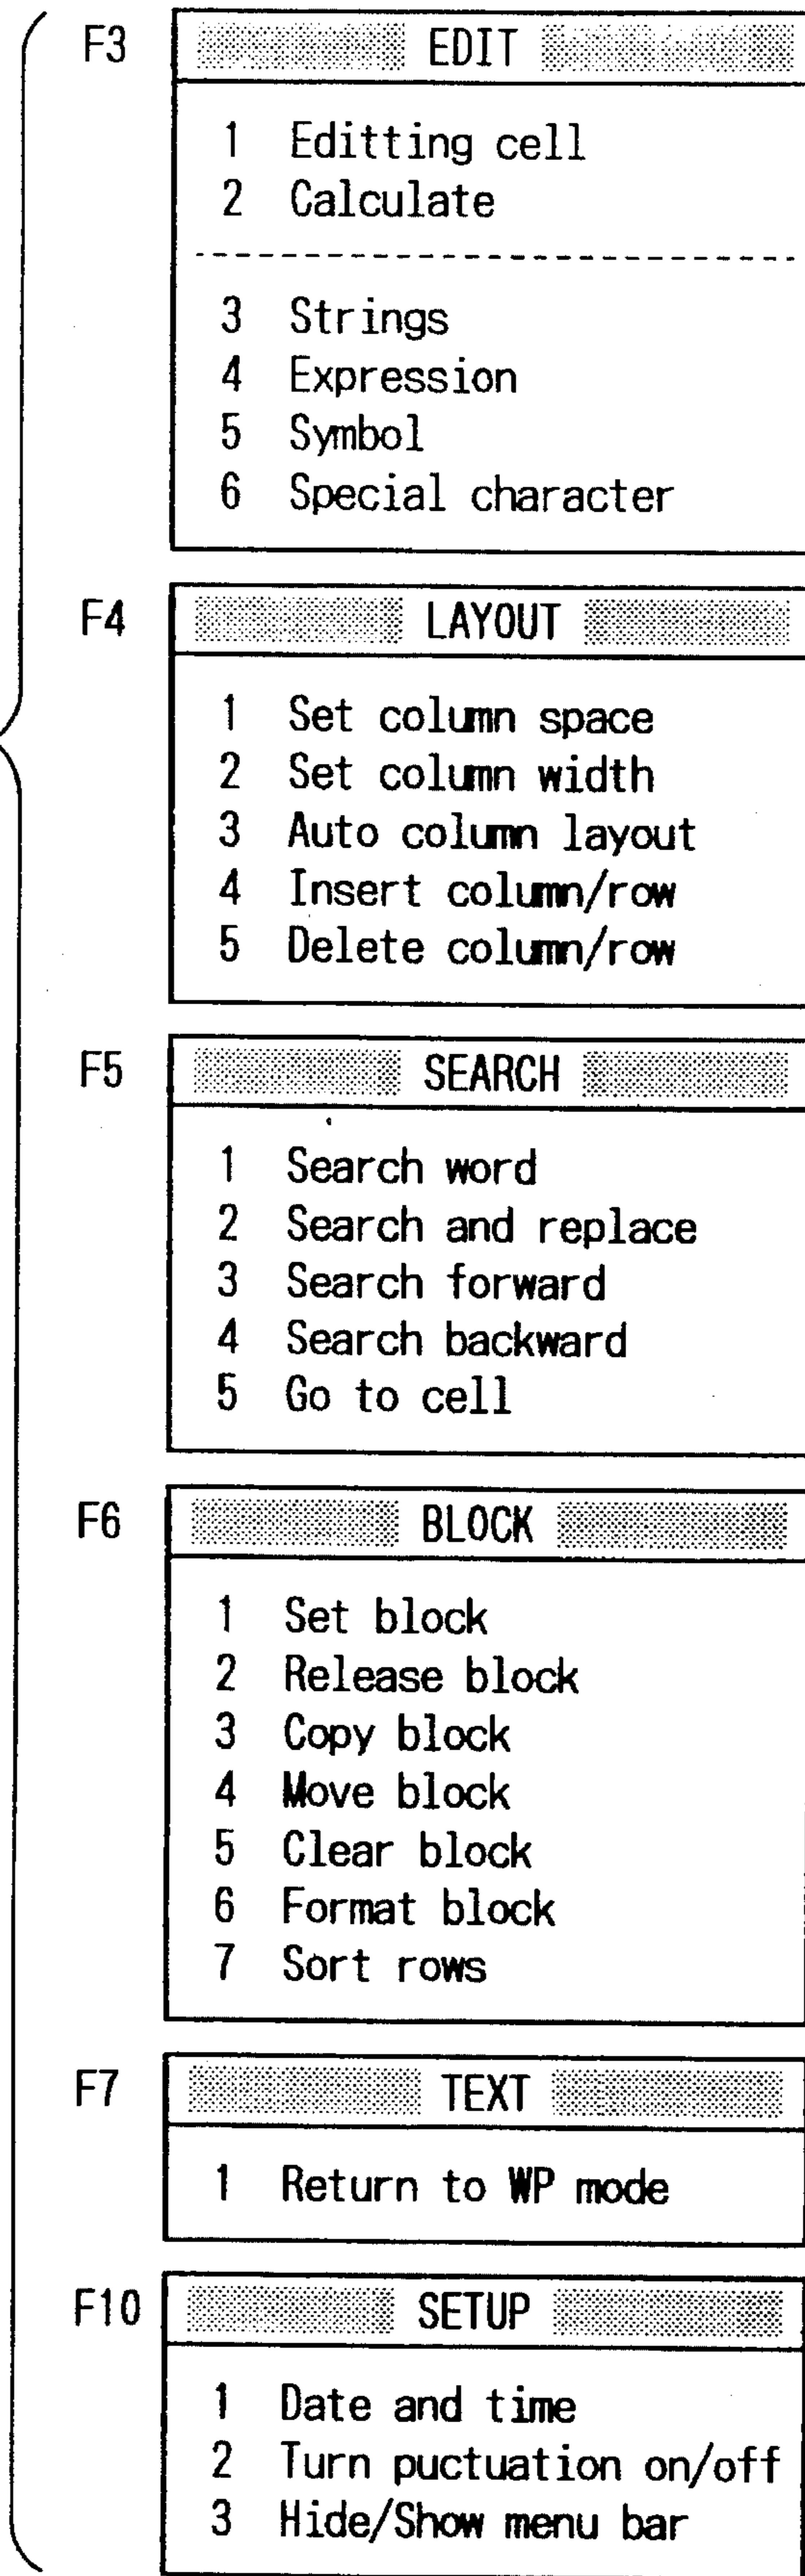 F3 EDIT
1 Editting cell
2 Calculate
3 Strings
4 Expression
5 Symbol
6 Special character
F4 LAYOUT
1 Set column space
2 Set column width
3 Auto column layout
4 Insert column/row
5 Delete column/row
F5 SEARCH
1 Search word
2 Search and replace
3 Search forward
4 Search backward
5 Go to cell
F6 BLOCK
1 Set block
2 Release block
3 Copy block
4 Move block
5 Clear block
6 Format block
7 Sort rows
F7 TEXT
1 Return to WP mode
F10 SETUP
1 Date and time
2 Turn puctuation on/off
3 Hide/Show menu bar